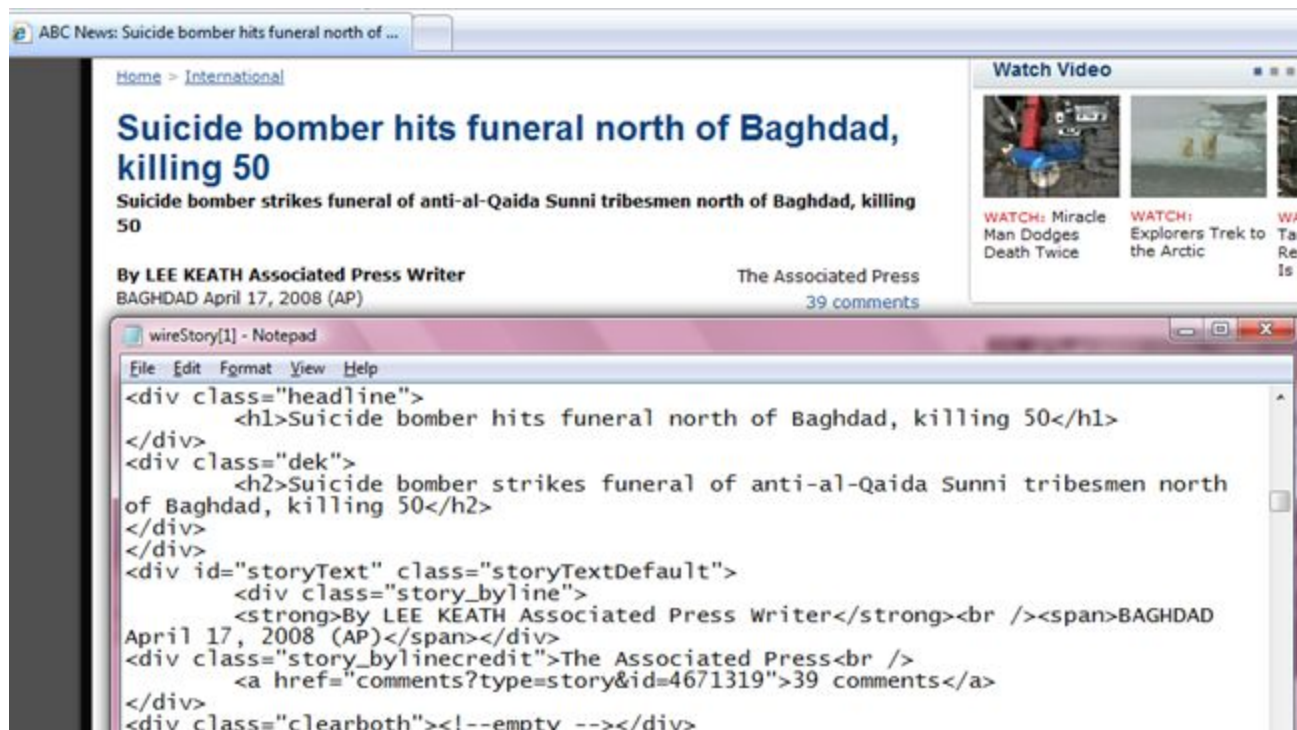 ABC News: Suicide bomber hits funeral north of ...
Home > International
Suicide bomber hits funeral north of Baghdad,
killing 50
Suicide bomber strikes funeral of anti-al-Qaida Sunni tribesmen north of Baghdad, killing
50
By LEE KEATH Associated Press Writer
BAGHDAD April 17, 2008 (AP)
The Associated Press
39 comments
Watch Video
WATCH: Miracle
Man Dodges
Death Twice
WATCH:
Explorers Trek to
the Arctic
wireStory[1] - Notepad
File Edit Format View Help
<div class="headline">
<h1>Suicide bomber hits funeral north of Baghdad, killing 50</h1>
</div>
<div class="dek">
<h2>Suicide bomber strikes funeral of anti-al-Qaida Sunni tribesmen north
of Baghdad, killing 50</h2>
</div>
</div>
<div id="storyText" class="storyTextDefault">
<div class="story_byline">
<strong>By LEE KEATH Associated Press Writer</strong><br /><span>BAGHDAD
April 17, 2008 (AP)</span></div>
<div class="story_bylinecredit">The Associated Press<br />
<a href="comments?type=story&id=4671319">39 comments</a>
</div>
<div class="clearboth"><!--empty --></div>